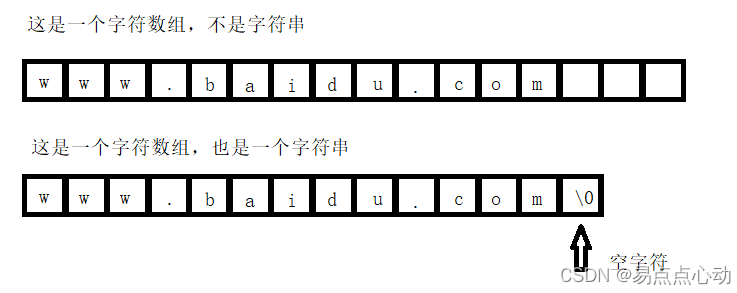 这是一个字符数组，不是字符串
w w w . b a i d u . c o m
这是一个字符数组，也是一个字符串
w w w . b a i d u . c o m \0
空字符
CSDN @易点点心动